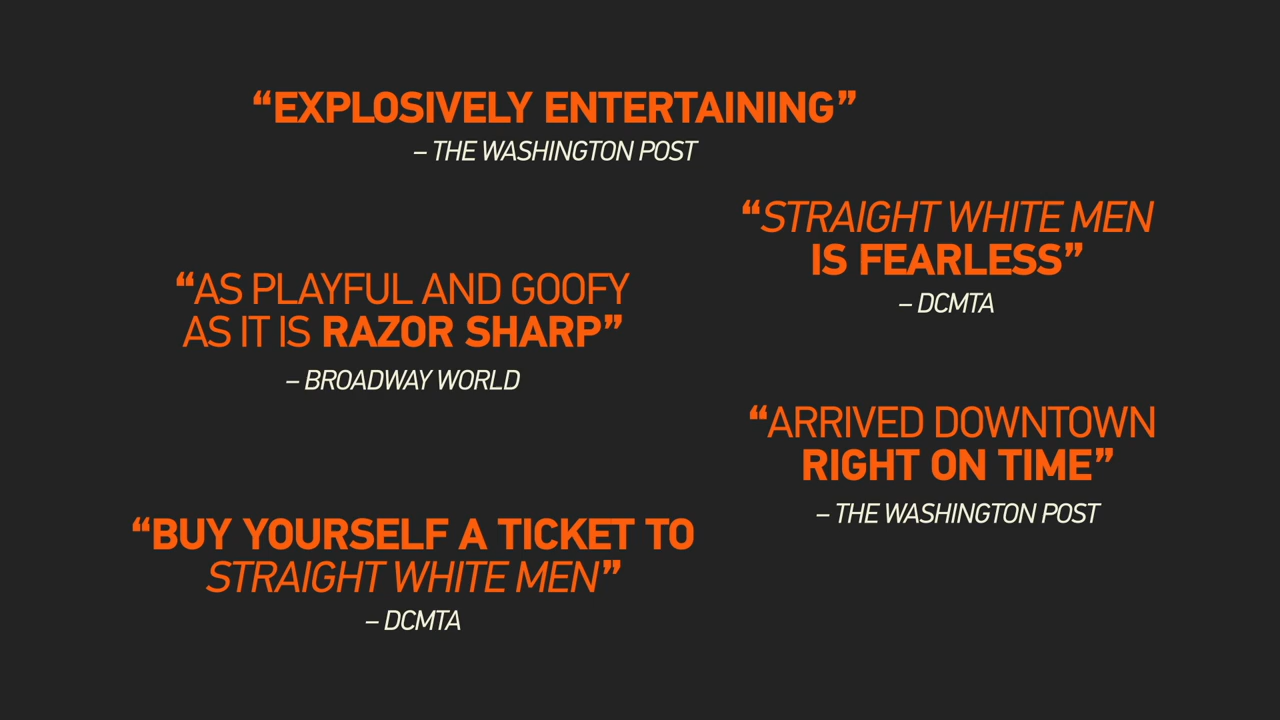 “EXPLOSIVELY ENTERTAINING”
– THE WASHINGTON POST
“STRAIGHT WHITE MEN
IS FEARLESS”
– DCMTA
“AS PLAYFUL AND GOOFY
AS IT IS RAZOR SHARP”
– BROADWAY WORLD
“ARRIVED DOWNTOWN
RIGHT ON TIME”
– THE WASHINGTON POST
“BUY YOURSELF A TICKET TO
STRAIGHT WHITE MEN”
– DCMTA